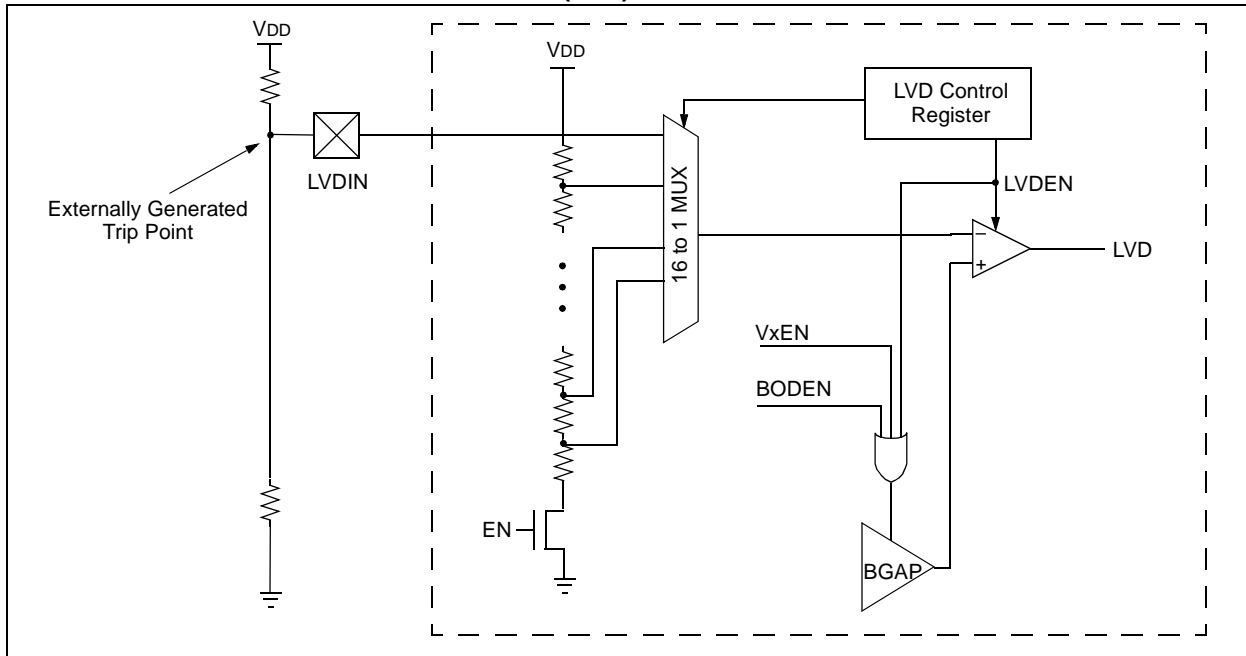 VDD
VDD
LVD Control
Register
LVDIN
LVDEN
Externally Generated
Trip Point
16 to 1 MUX
–
+
LVD
VxEN
BODEN
EN
BGAP